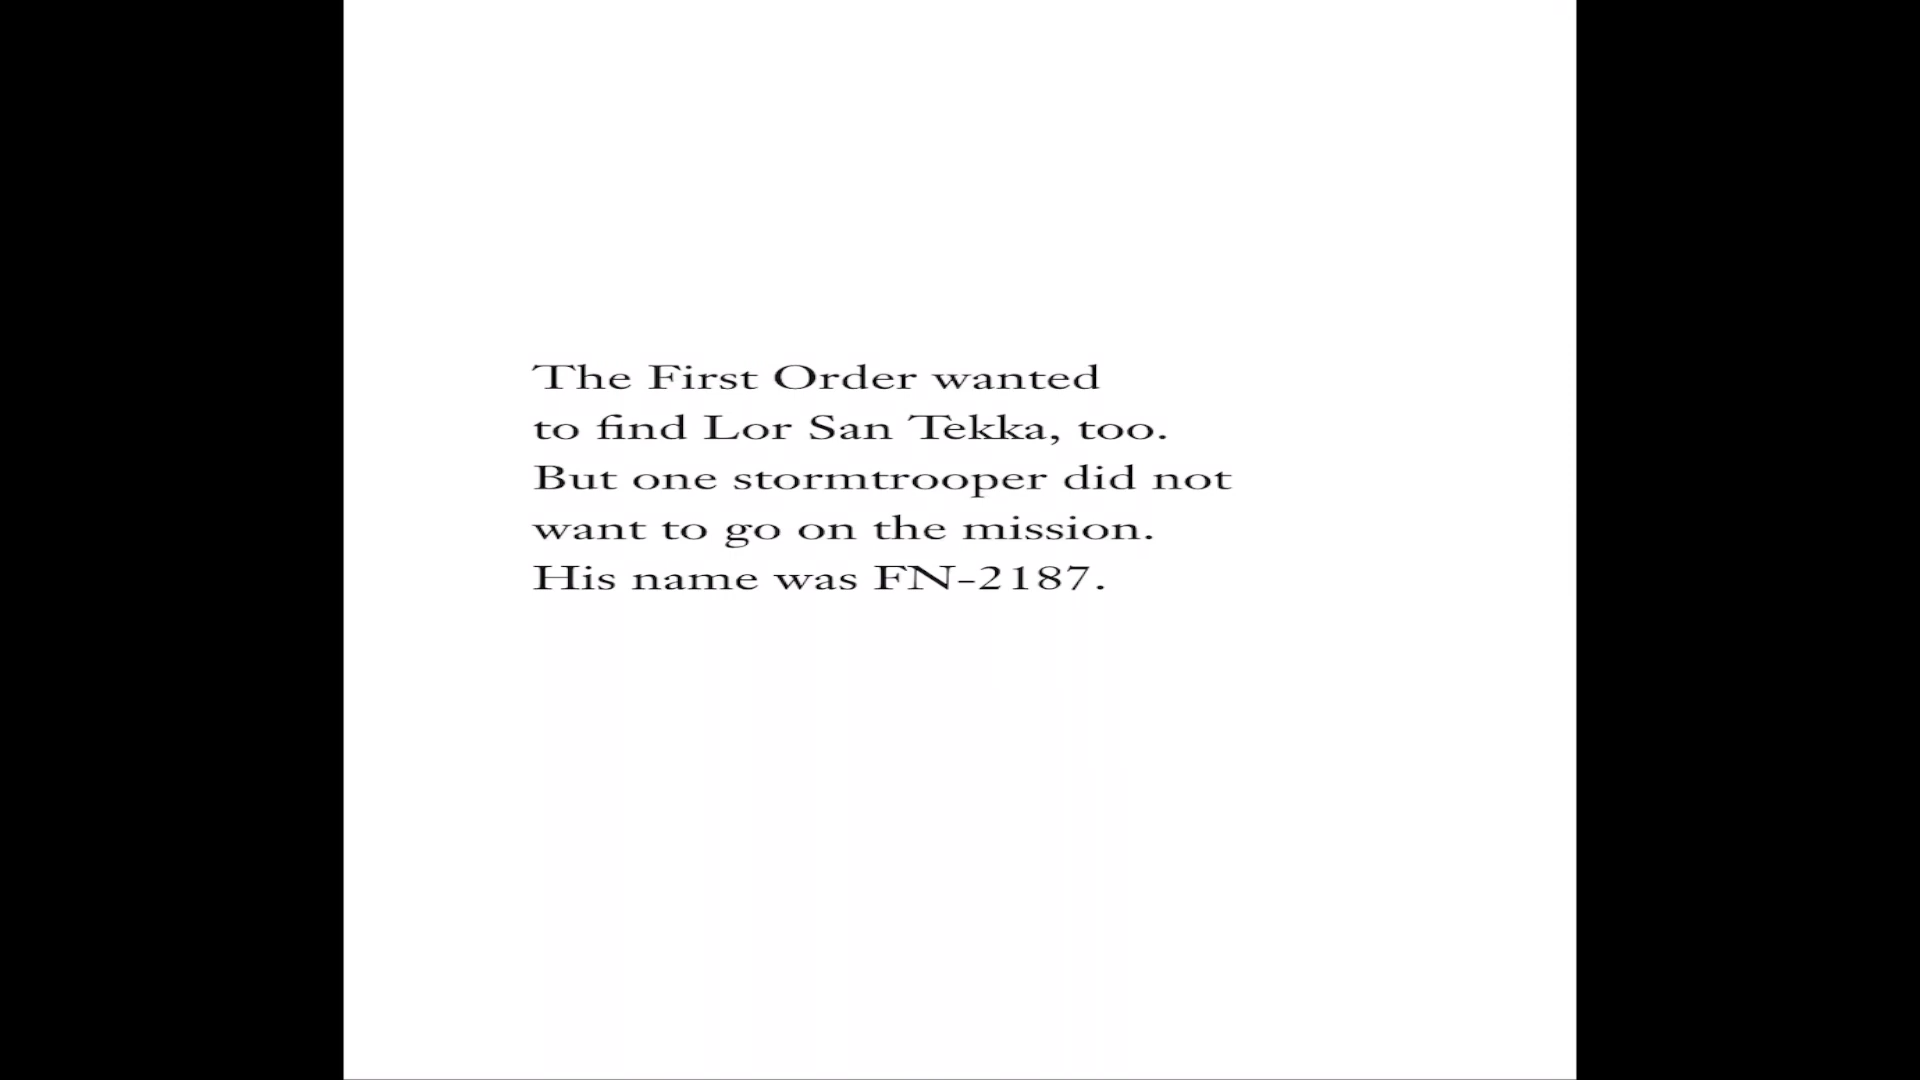 The First Order wanted
to find Lor San Tekka, too.
But one stormtrooper did not
want to go on the mission.
His name was FN-2187.